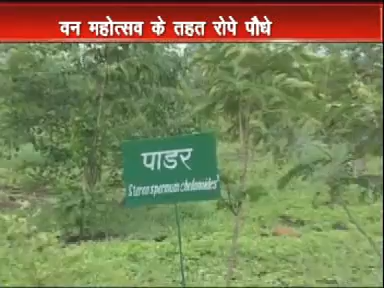 वन महोत्सव के तहत रोपे पौधे
पाडर
Stereospermum chelonoides